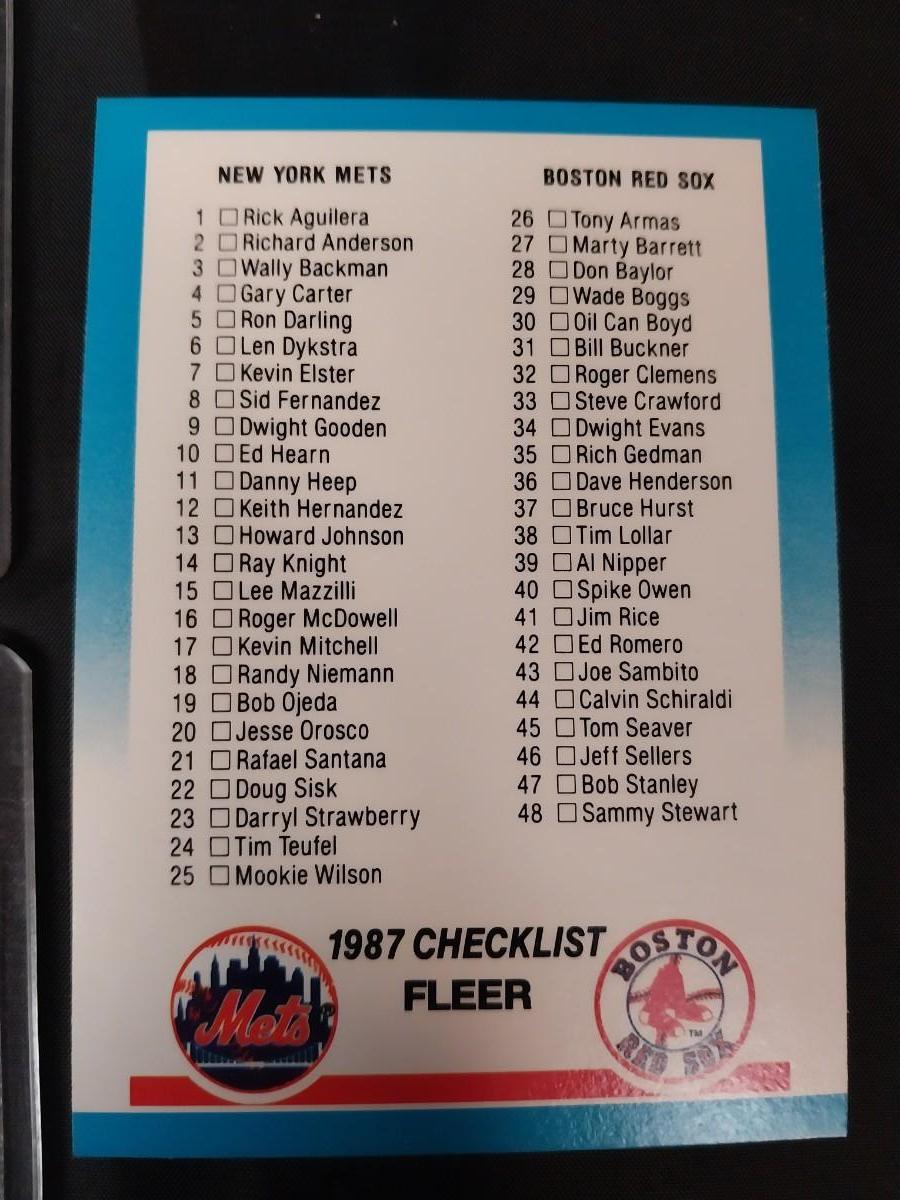 NEW YORK METS
1 Rick Aguilera
2 Richard Anderson
3 Wally Backman
4 Gary Carter
5 Ron Darling
6 Len Dykstra
7 Kevin Elster
8 Sid Fernandez
9 Dwight Gooden
10 Ed Hearn
11 Danny Heep
12 Keith Hernandez
13 Howard Johnson
14 Ray Knight
15 Lee Mazzilli
16 Roger McDowell
17 Kevin Mitchell
18 Randy Niemann
19 Bob Ojeda
20 Jesse Orosco
21 Rafael Santana
22 Doug Sisk
23 Darryl Strawberry
24 Tim Teufel
25 Mookie Wilson
BOSTON RED SOX
26 Tony Armas
27 Marty Barrett
28 Don Baylor
29 Wade Boggs
30 Oil Can Boyd
31 Bill Buckner
32 Roger Clemens
33 Steve Crawford
34 Dwight Evans
35 Rich Gedman
36 Dave Henderson
37 Bruce Hurst
38 Tim Lollar
39 Al Nipper
40 Spike Owen
41 Jim Rice
42 Ed Romero
43 Joe Sambito
44 Calvin Schiraldi
45 Tom Seaver
46 Jeff Sellers
47 Bob Stanley
48 Sammy Stewart
1987 CHECKLIST
FLEER
Mets
BOSTON
RED SOX
TM